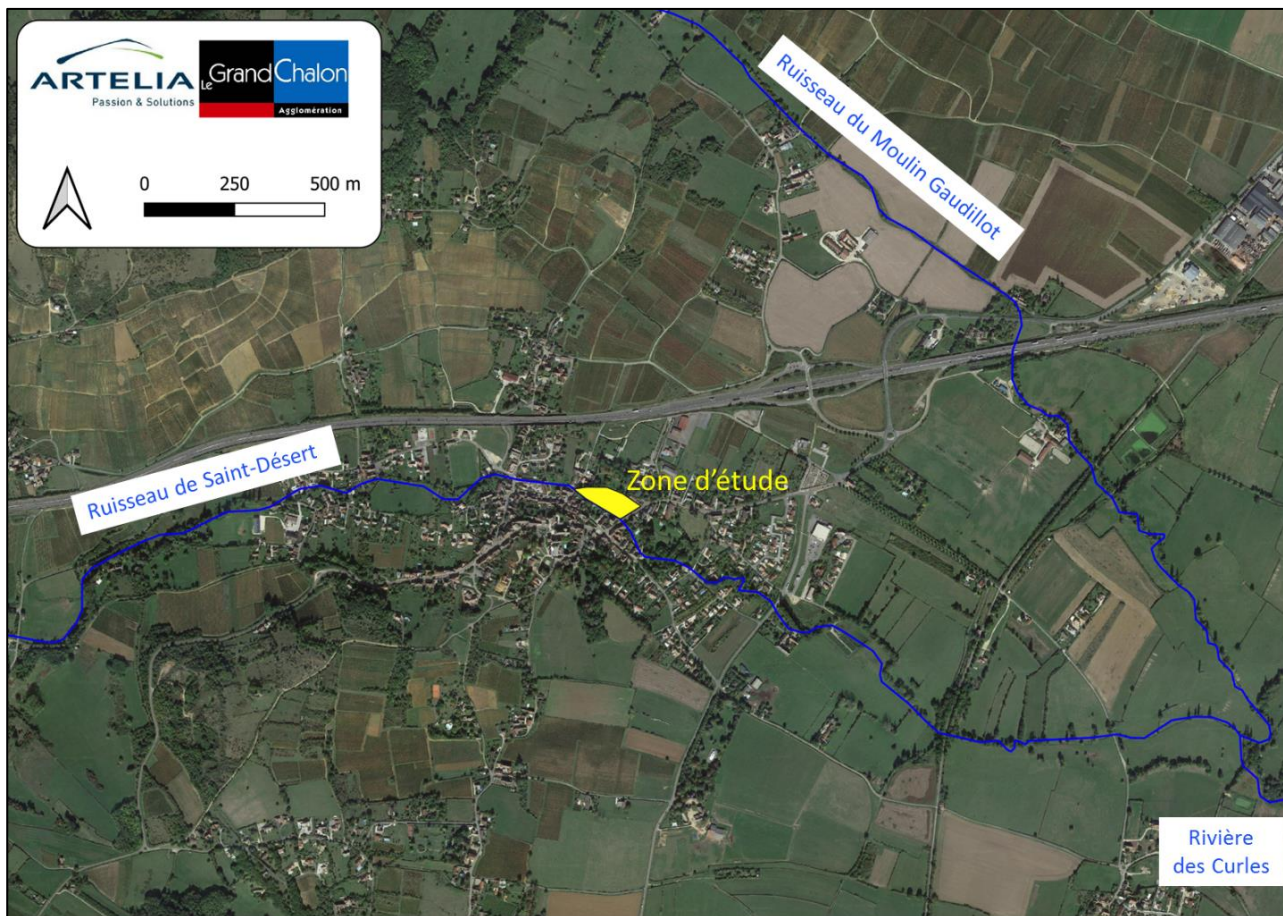 ARTELIA
Passion & Solutions
Le Grand Chalon
Agglomération
0 250 500 m
Ruisseau du Moulin Gaudillot
Ruisseau de Saint-Désert
Zone d'étude
Rivière
des Curles